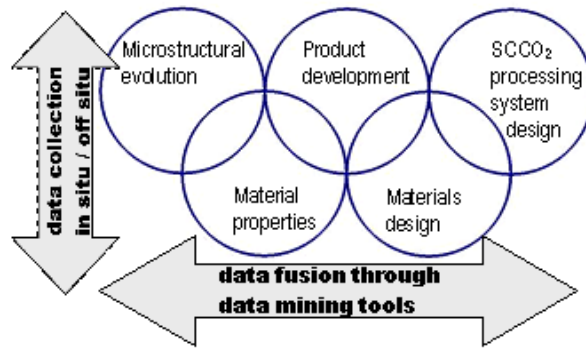 Microstructural
evolution
Product
development
SCCO₂
processing
system
design
Material
properties
Materials
design
data collection
in situ / off situ
data fusion through
data mining tools